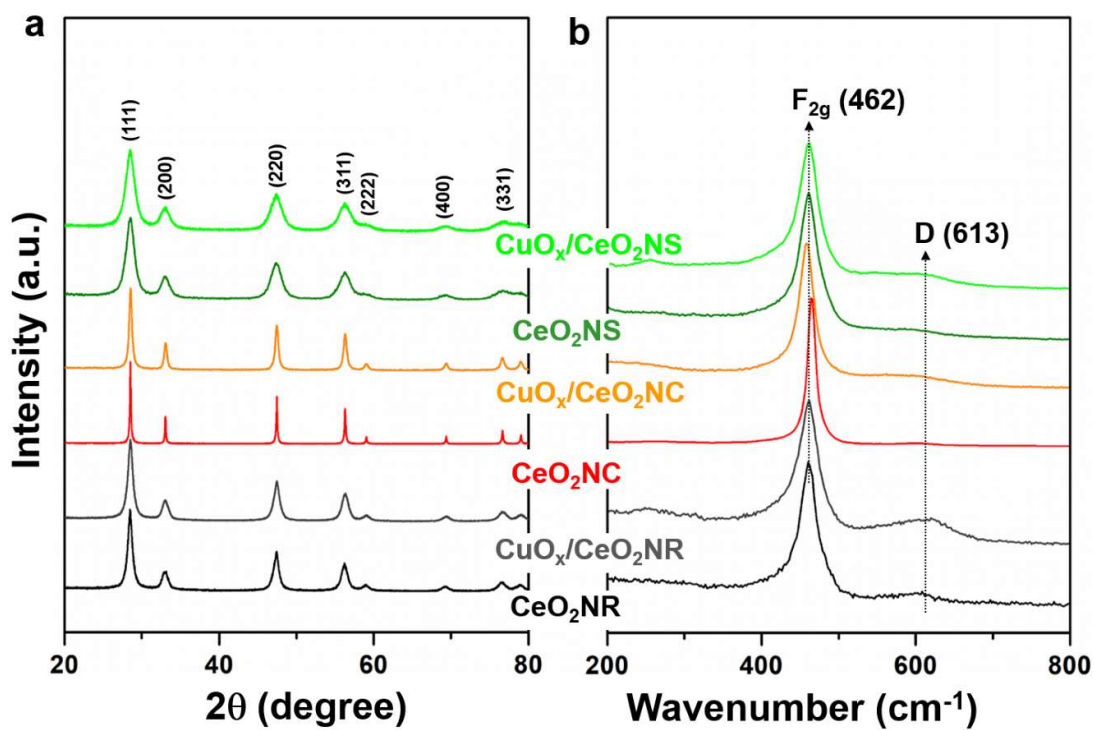 a
b
Intensity (a.u.)
(111)
(200)
(220)
(311)
(222)
(400)
(331)
F2g (462)
D (613)
CuOx/CeO2NS
CeO2NS
CuOx/CeO2NC
CeO2NC
CuOx/CeO2NR
CeO2NR
20
40
60
80
200
400
600
800
2θ (degree)
Wavenumber (cm-1)